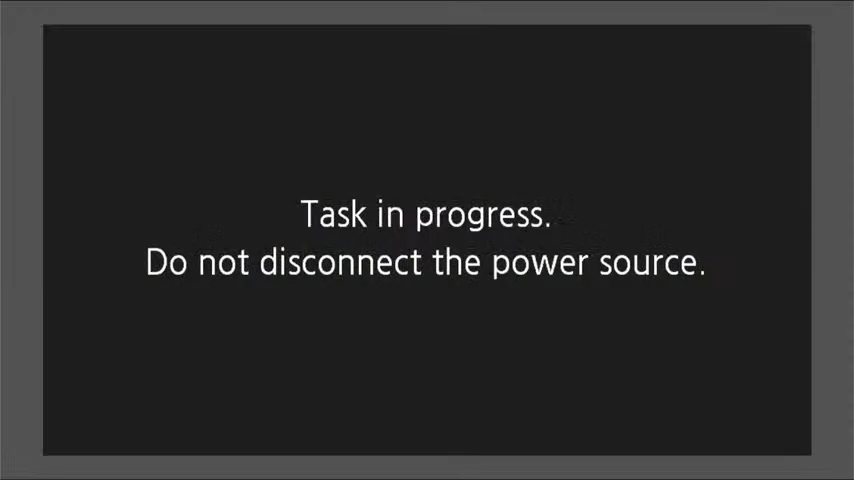 Task in progress.
Do not disconnect the power source.